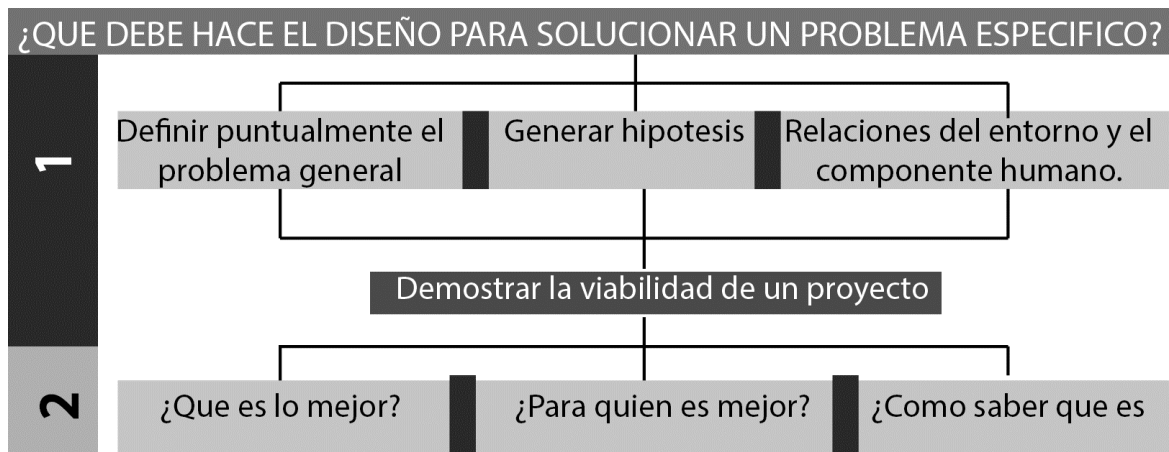 ¿QUE DEBE HACE EL DISEÑO PARA SOLUCIONAR UN PROBLEMA ESPECIFICO?
1
Definir puntualmente el
problema general
Generar hipotesis
Relaciones del entorno y el
componente humano.
Demostrar la viabilidad de un proyecto
2
¿Que es lo mejor?
¿Para quien es mejor?
¿Como saber que es